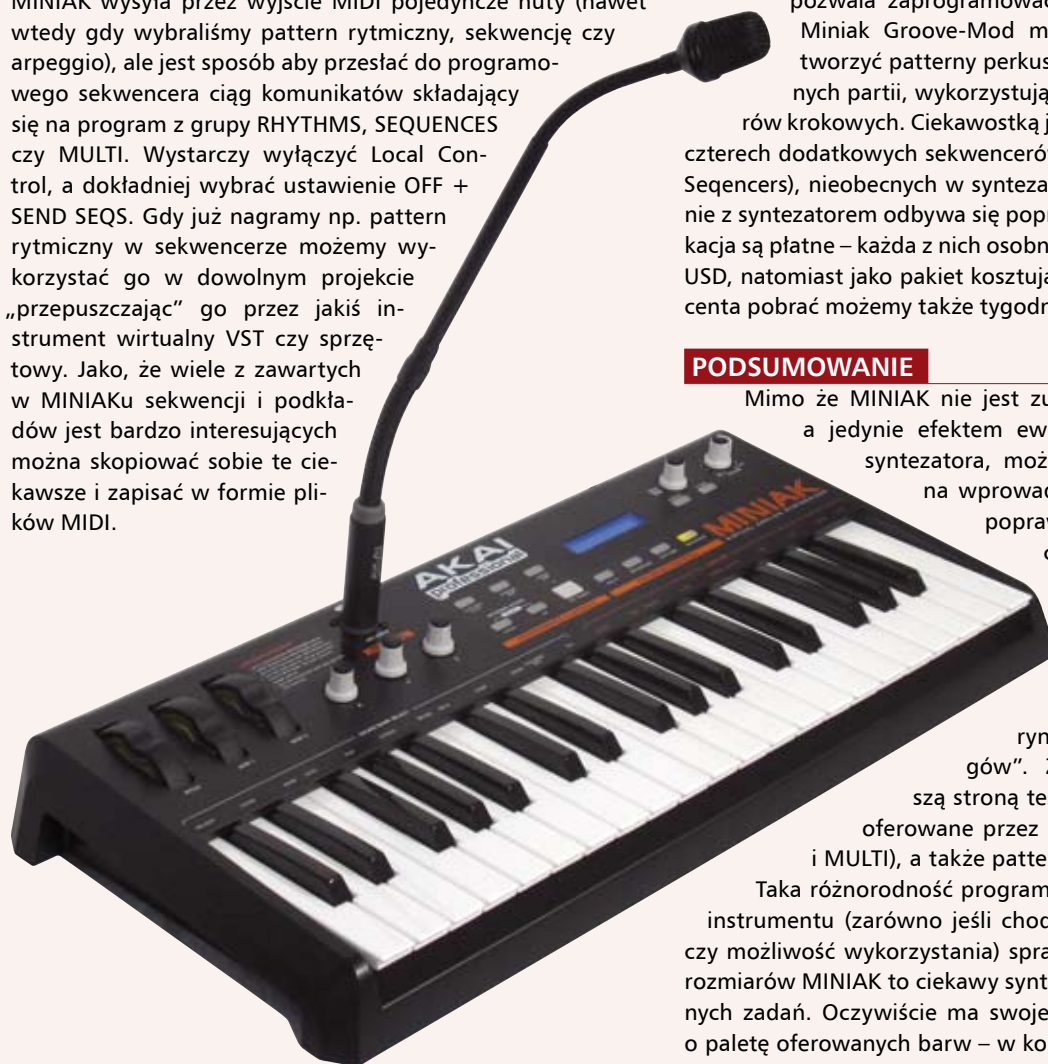 MINIAK wysyła przez wyjście MIDI pojedyncze nuty (nawet
wtedy gdy wybraliśmy pattern rytmiczny, sekwencję czy
arpeggio), ale jest sposób aby przesłać do programo-
wego sekwencera ciąg komunikatów składający
się na program z grupy RHYTHMS, SEQUENCES
czy MULTI. Wystarczy wyłączyć Local Con-
trol, a dokładniej wybrać ustawienie OFF +
SEND SEQS. Gdy już nagramy np. pattern
rytmiczny w sekwencerze możemy wy-
korzystać go w dowolnym projekcie
„przepuszczając” go przez jakiś in-
strument wirtualny VST czy sprzę-
towy. Jako, że wiele z zawartych
w MINIAKu sekwencji i podkła-
dów jest bardzo interesujących
można skopiować sobie te cie-
kawsze i zapisać w formie pli-
ków MIDI.
pozwala zaprogramować
Miniak Groove-Mod m
tworzyć patterny perkus
nych partii, wykorzystują
rów krokowych. Ciekawostką j
czterech dodatkowych sekwenceró
Seqencers), nieobecnych w synteza
nie z syntezatorem odbywa się popr
kacja są płatne – każda z nich osobn
USD, natomiast jako pakiet kosztują
centa pobrać możemy także tygodn
PODSUMOWANIE
Mimo że MINIAK nie jest zu
a jedynie efektem ew
syntezatora, moż
na wprowad
popraw
ryn
gów”.
szą stroną te
oferowane przez
i MULTI), a także patte
Taka różnorodność program
instrumentu (zarówno jeśli chod
czy możliwość wykorzystania) spra
rozmiarów MINIAK to ciekawy synt
nych zadań. Oczywiście ma swoje
o paletę oferowanych barw – w ko
AKAI
professional
MINIAK